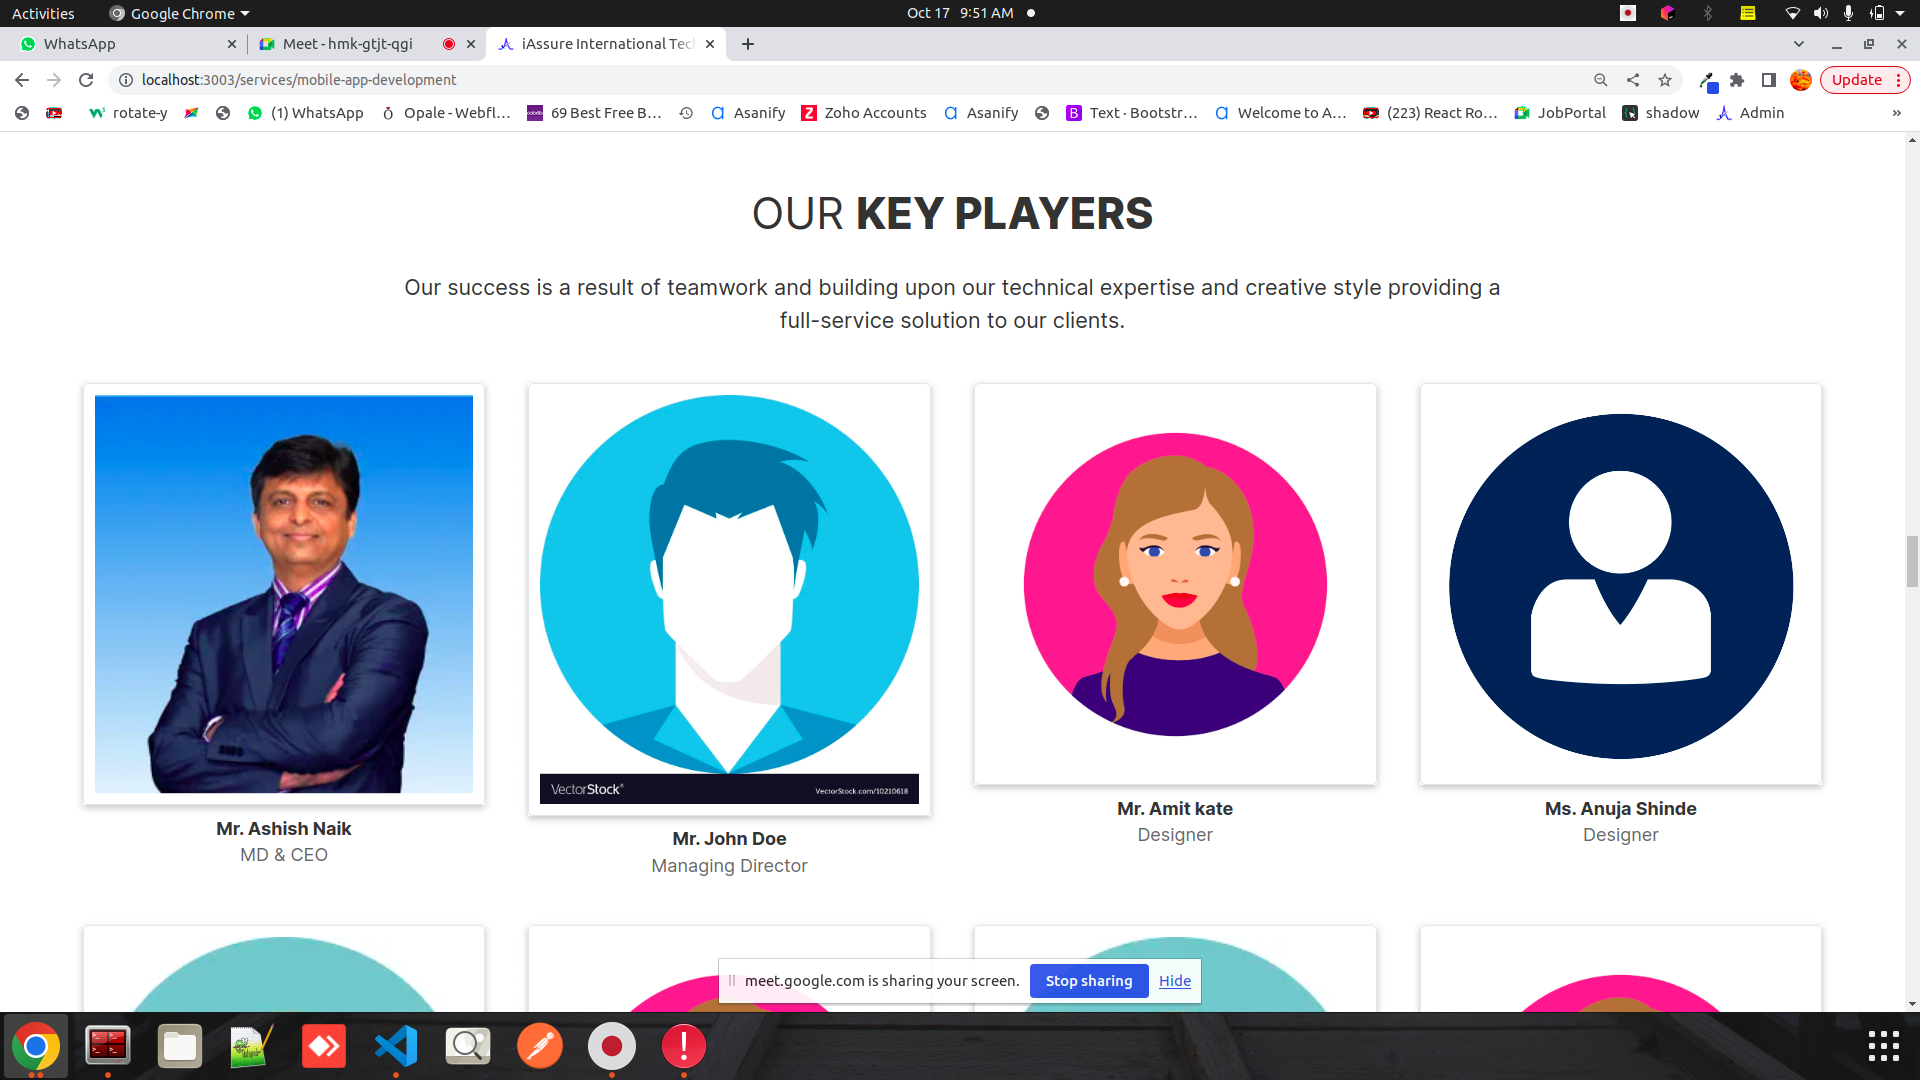 Activities
Google Chrome
Oct 17 9:51 AM
WhatsApp
Meet - hmk-gtjt-qgi
iAssure International Tec
localhost:3003/services/mobile-app-development
Update
rotate-y
(1) WhatsApp
Opale - Webfl...
69 Best Free B...
Asanify
Zoho Accounts
Asanify
Text · Bootstr...
Welcome to A...
(223) React Ro...
JobPortal
shadow
Admin
»
OUR KEY PLAYERS
Our success is a result of teamwork and building upon our technical expertise and creative style providing a
full-service solution to our clients.
VectorStock®
VectorStock.com/10210618
Mr. Ashish Naik
MD & CEO
Mr. John Doe
Managing Director
Mr. Amit kate
Designer
Ms. Anuja Shinde
Designer
meet.google.com is sharing your screen.
Stop sharing
Hide